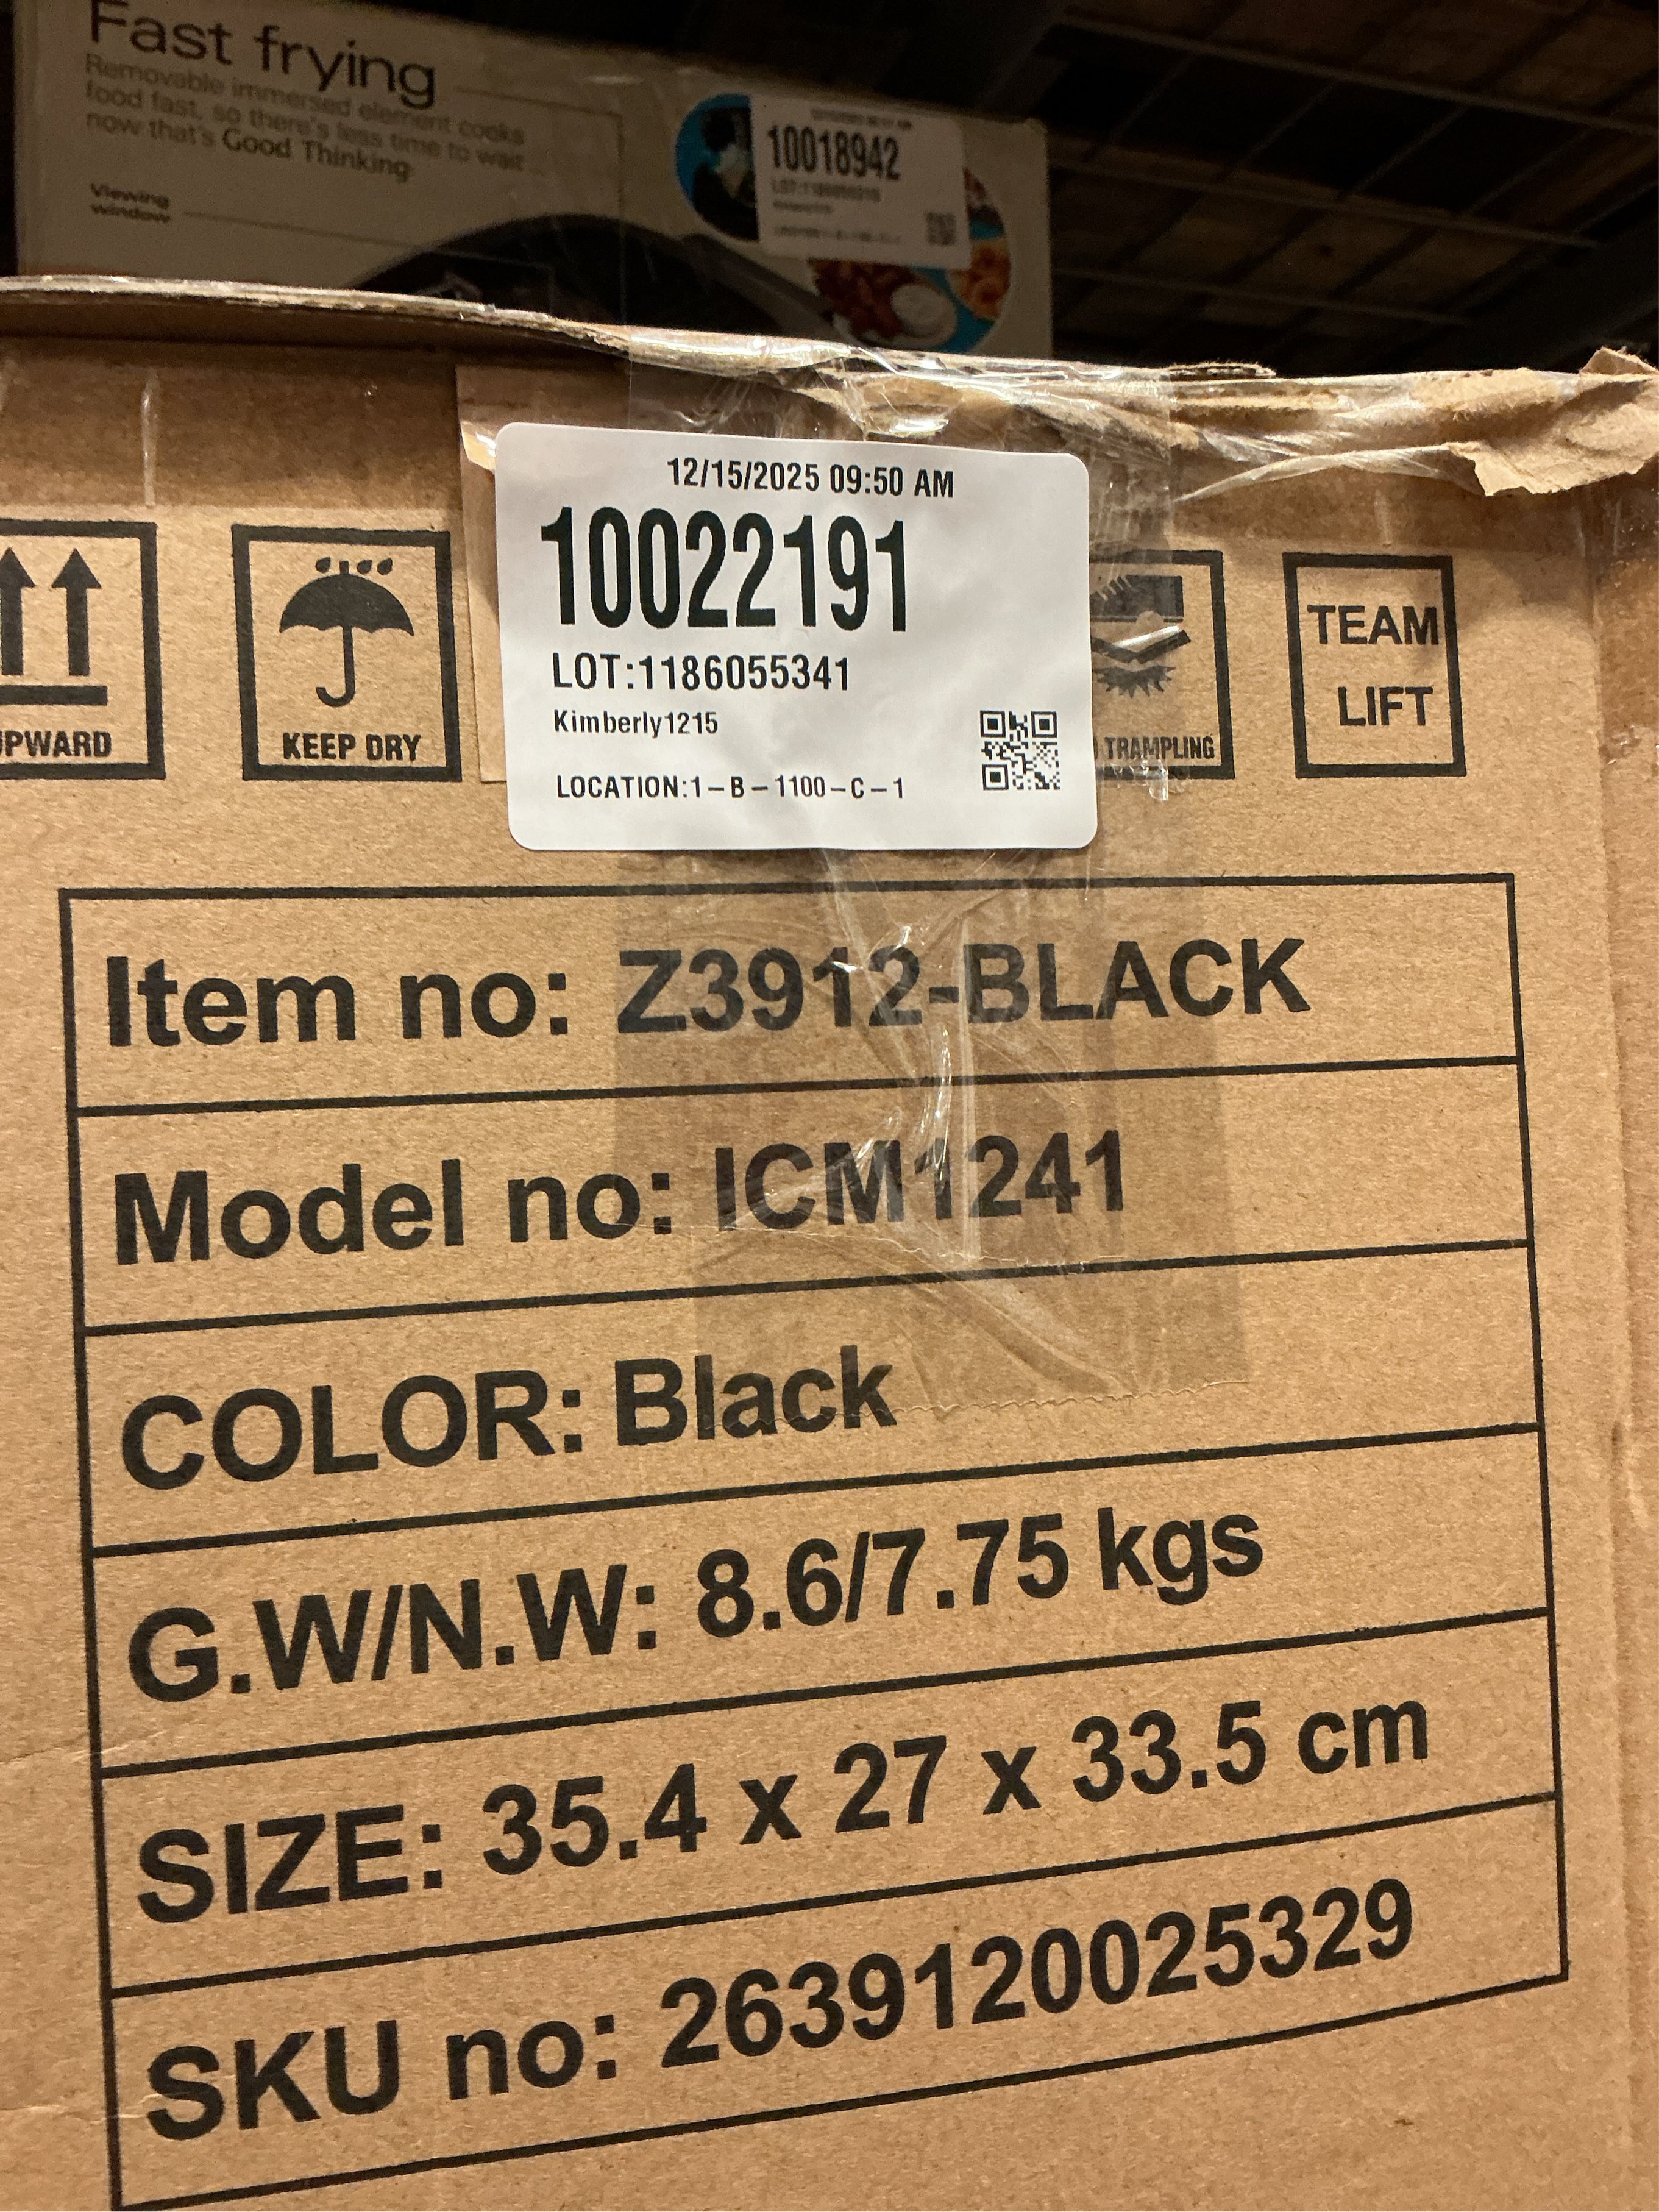 Fast frying
Removable immersed element cooks
food fast, so there's less time to wait
now that's Good Thinking.
Viewing
window
10018942
12/15/2025 09:50 AM
10022191
LOT:1186055341
Kimberly1215
LOCATION:1-B-1100-C-1
UPWARD
KEEP DRY
TRAMPLING
TEAM
LIFT
Item no: Z3912-BLACK
Model no: ICM1241
COLOR: Black
G.W/N.W: 8.6/7.75 kgs
SIZE: 35.4 x 27 x 33.5 cm
SKU no: 2639120025329